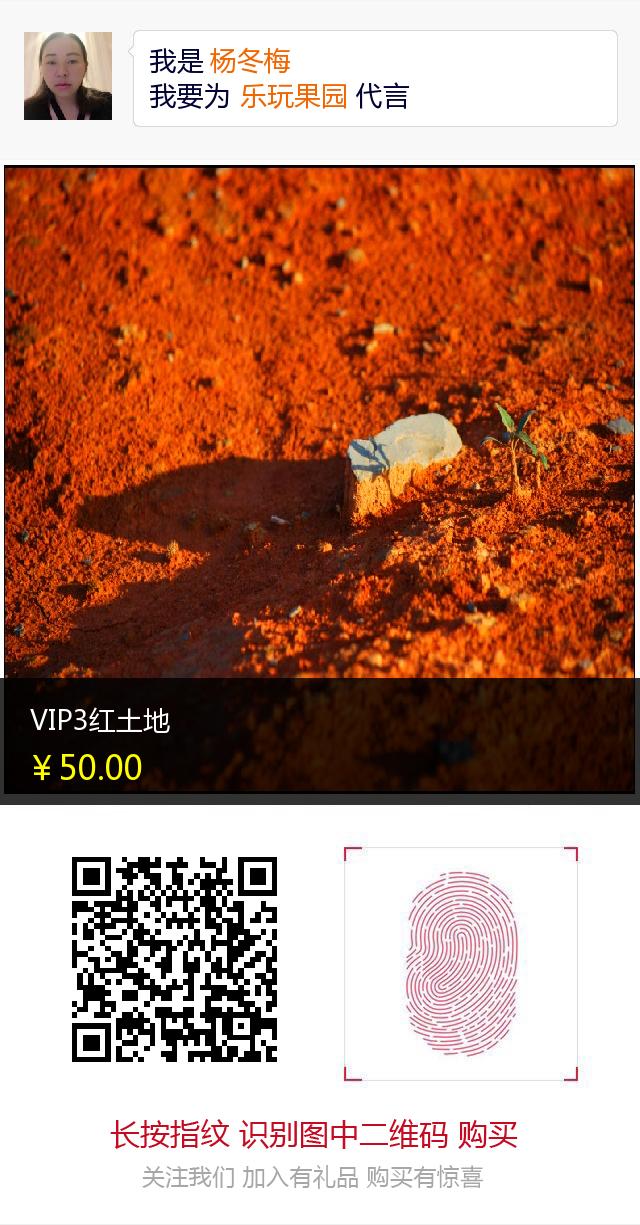 我是 杨冬梅
我要为 乐玩果园 代言
VIP3红土地
￥50.00
长按指纹 识别图中二维码 购买
关注我们 加入有礼品 购买有惊喜